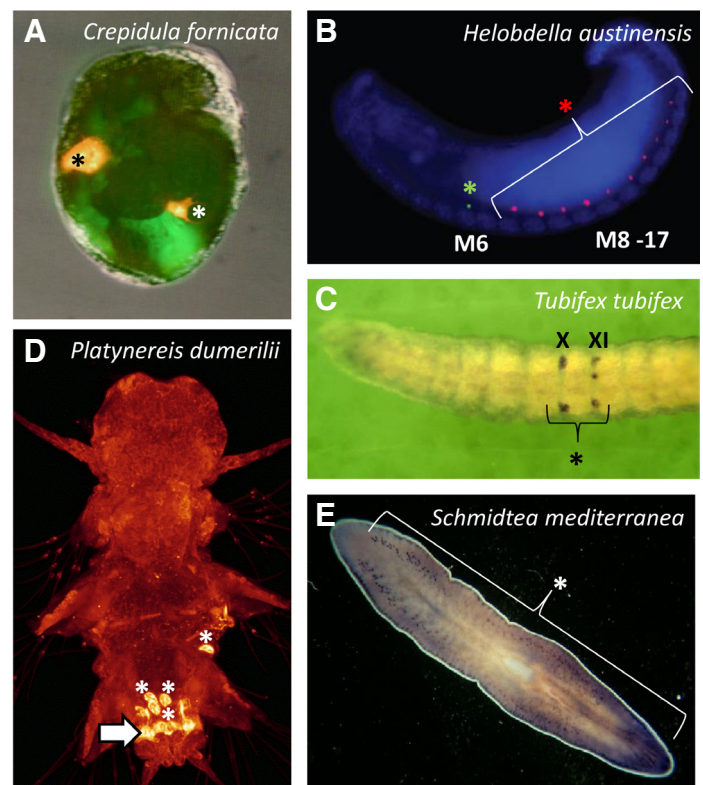 A Crepidula fornicata
*
*
B Helobdella austinensis
*
*
M6
M8 -17
C Tubifex tubifex
X XI
*
D Platynereis dumerilii
*
* *
*
E Schmidtea mediterranea
*